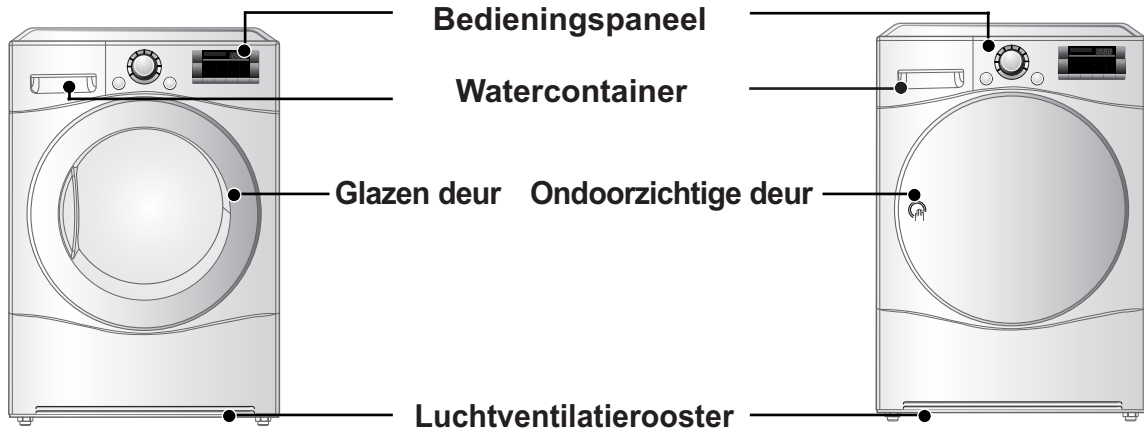 Bedieningspaneel
Watercontainer
Glazen deur Ondoorzichtige deur
Luchtventilatierooster